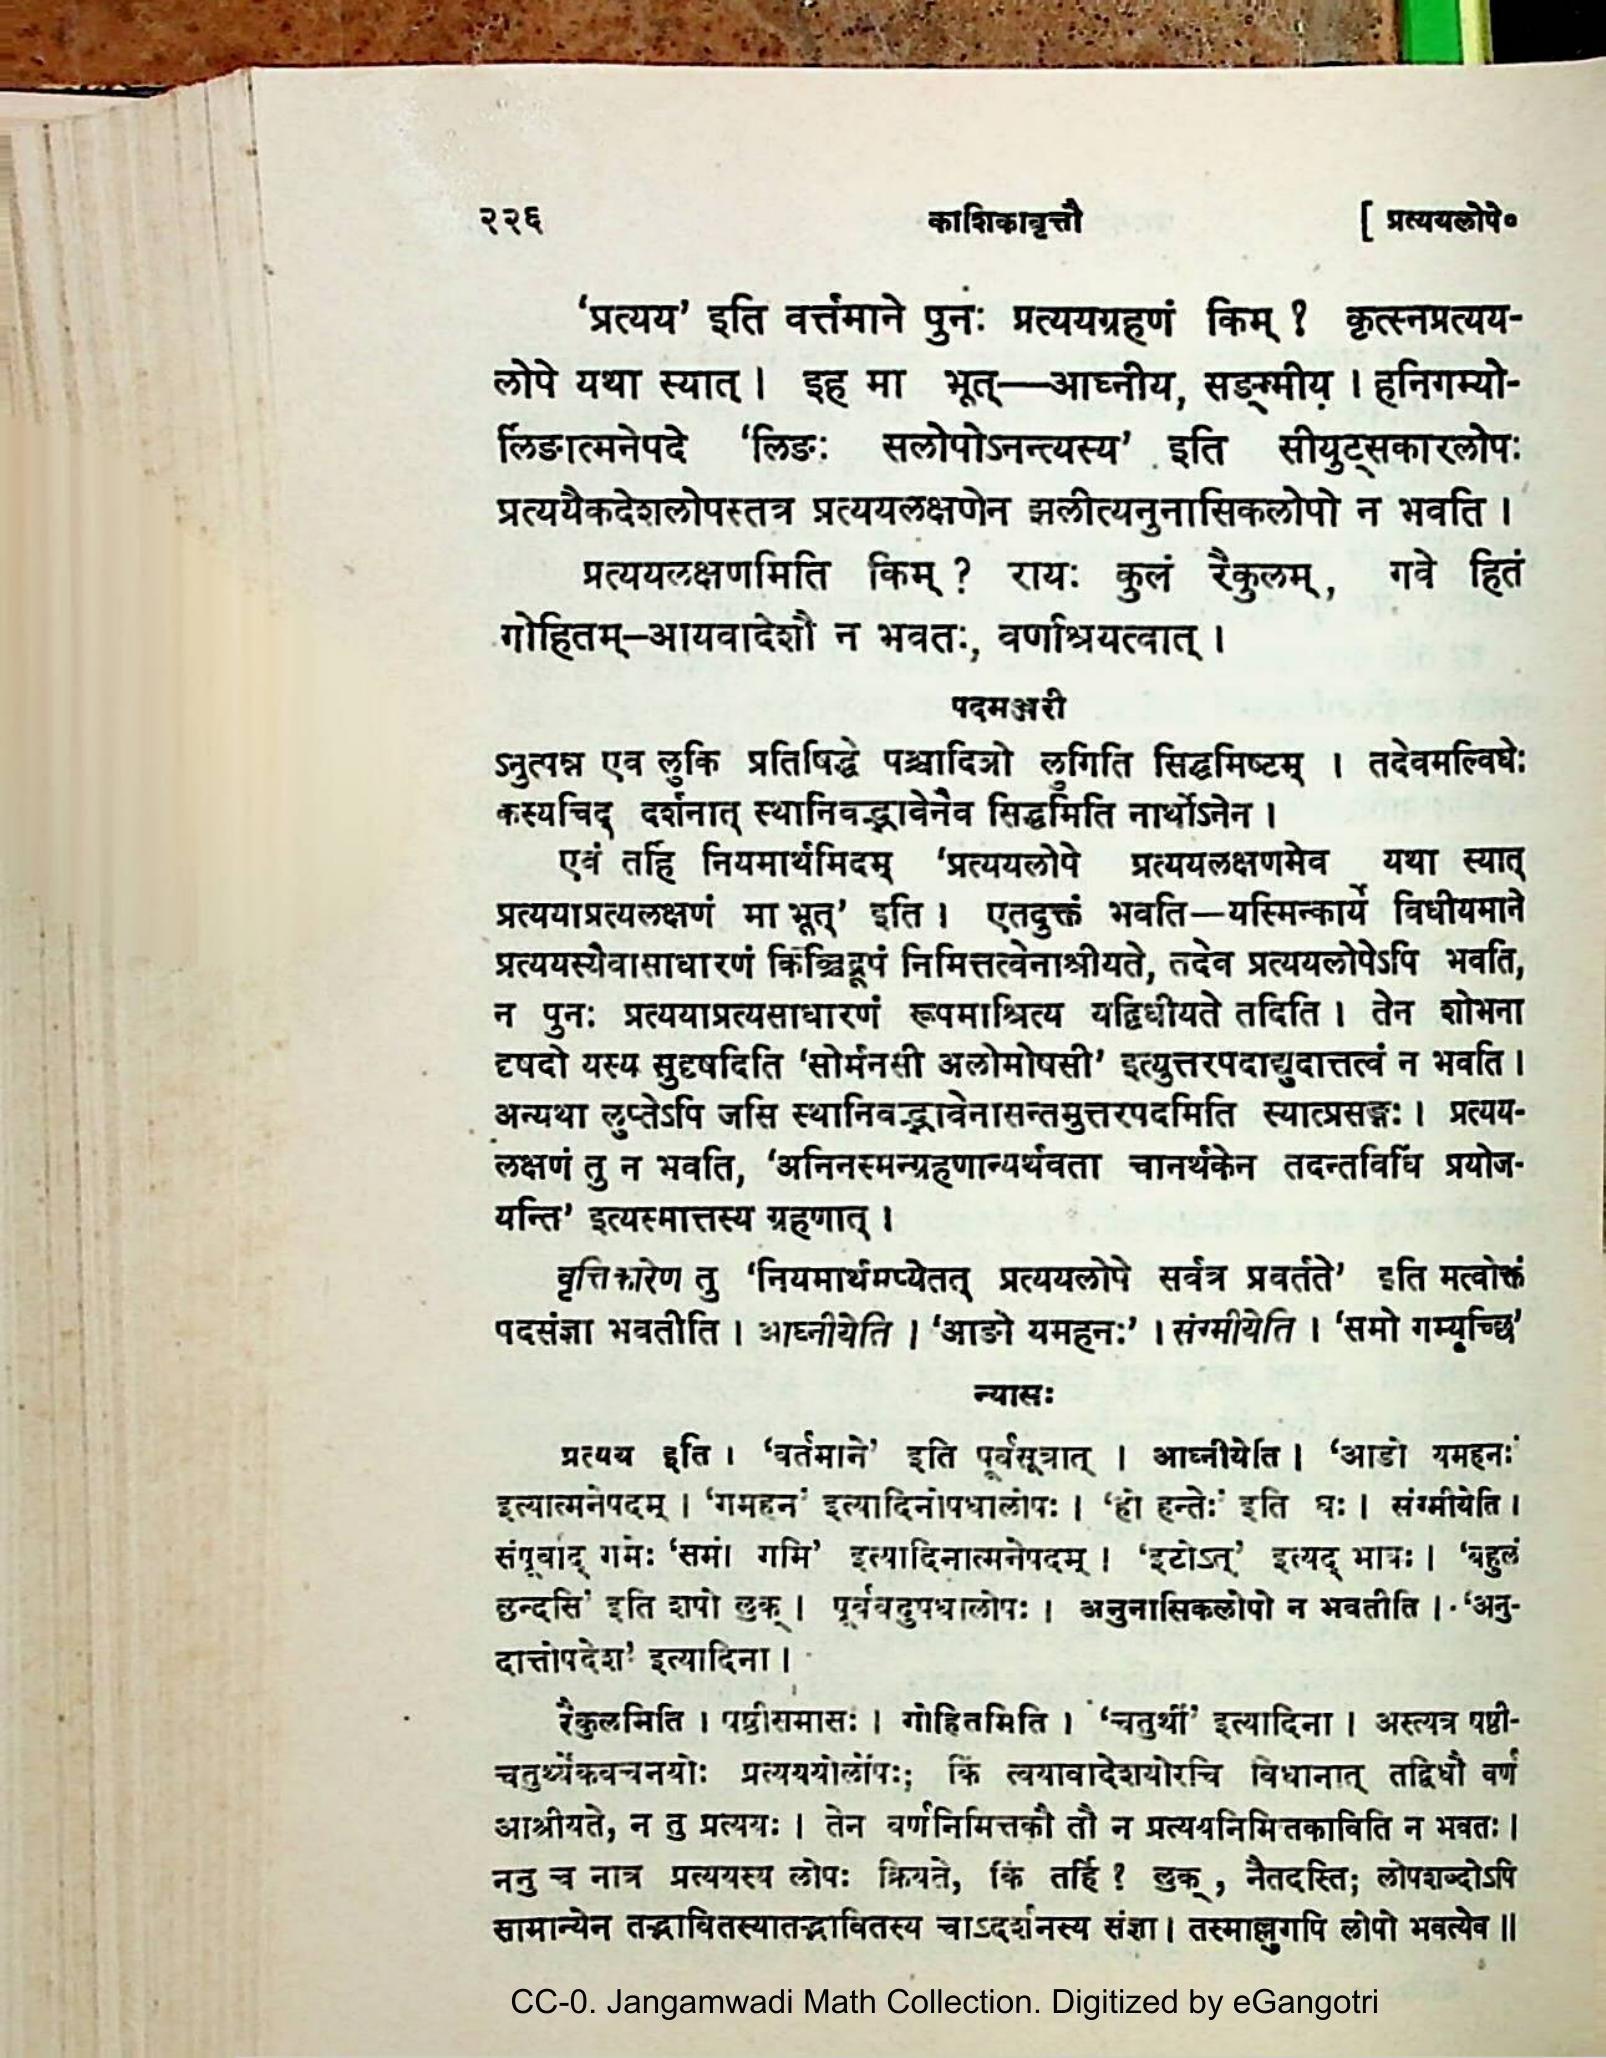 २२६ काशिकावृत्तौ [ प्रत्ययलोपे०
‘प्रत्यय’ इति वर्त्तमाने पुनः प्रत्ययग्रहणं किम् ? कृत्स्नप्रत्यय-
लोपे यथा स्यात् । इह मा भूत्—आघ्नीय, सङ्ग्मीय । हनिगम्यो-
र्लिङात्मनेपदे ‘लिङः सलोपोऽनन्त्यस्य’ इति सीयुट्सकारलोपः
प्रत्ययैकदेशलोपस्तत्र प्रत्ययलक्षणेन झलीत्यनुनासिकलोपो न भवति ।
प्रत्ययलक्षणमिति किम् ? रायः कुलं रैकुलम्, गवे हितं
गोहितम्–आयवादेशौ न भवतः, वर्णाश्रयत्वात् ।
पदमञ्जरी
ऽनुत्पन्न एव लुकि प्रतिषिद्धे पश्चादिञो लुगिति सिद्धमिष्टम् । तदेवमल्विधेः
कस्यचिद् दर्शनात् स्थानिवद्भावेनैव सिद्धमिति नार्थोऽनेन ।
एवं तर्हि नियमार्थमिदम् ‘प्रत्ययलोपे प्रत्ययलक्षणमेव यथा स्यात्
प्रत्ययाप्रत्यलक्षणं मा भूत्’ इति । एतदुक्तं भवति—यस्मिन्कार्ये विधीयमाने
प्रत्ययस्यैवासाधारणं किञ्चिद्रूपं निमित्तत्वेनाश्रीयते, तदेव प्रत्ययलोपेऽपि भवति,
न पुनः प्रत्ययाप्रत्यसाधारणं रूपमाश्रित्य यद्विधीयते तदिति । तेन शोभना
दृषदो यस्य सुदृषदिति ‘सोर्मनसी अलोमोषसी’ इत्युत्तरपदाद्युदात्तत्वं न भवति ।
अन्यथा लुप्तेऽपि जसि स्थानिवद्भावेनासन्तमुत्तरपदमिति स्यात्प्रसङ्गः । प्रत्यय-
लक्षणं तु न भवति, ‘अनिनस्मन्ग्रहणान्यर्थवता चानर्थकेन तदन्तविधिं प्रयोज-
यन्ति’ इत्यस्मात्तस्य ग्रहणात् ।
वृत्तिकारेण तु ‘नियमार्थमप्येतत् प्रत्ययलोपे सर्वत्र प्रवर्तते’ इति मत्वोक्तं
पदसंज्ञा भवतीति । आघ्नीयेति । ‘आङो यमहनः’ । संग्मीयेति । ‘समो गम्यृच्छि’
न्यासः
प्रत्यय इति । ‘वर्तमाने’ इति पूर्वसूत्रात् । आघ्नीयेति । ‘आङो यमहनः’
इत्यात्मनेपदम् । ‘गमहन’ इत्यादिनोपधालोपः । ‘हो हन्तेः’ इति घः । संग्मीयेति ।
संपूर्वाद् गमेः ‘समो गमि’ इत्यादिनात्मनेपदम् । ‘इटोऽत्’ इत्यद् भावः । ‘बहुलं
छन्दसि’ इति शपो लुक् । पूर्ववदुपधालोपः । अनुनासिकलोपो न भवतीति । ‘अनु-
दात्तोपदेश’ इत्यादिना ।
रैकुलमिति । षष्ठीसमासः । गोहितमिति । ‘चतुर्थी’ इत्यादिना । अस्त्यत्र षष्ठी-
चतुर्थ्येकवचनयोः प्रत्यययोर्लोपः; किं त्वयावादेशयोरचि विधानात् तद्विधौ वर्ण
आश्रीयते, न तु प्रत्ययः । तेन वर्णनिमित्तकौ तौ न प्रत्ययनिमित्तकाविति न भवतः ।
ननु च नात्र प्रत्ययस्य लोपः क्रियते, किं तर्हि ? लुक् , नैतदस्ति; लोपशब्दोऽपि
सामान्येन तद्भावितस्यातद्भावितस्य चाऽदर्शनस्य संज्ञा । तस्माल्लुगपि लोपो भवत्येव ॥
CC-0. Jangamwadi Math Collection. Digitized by eGangotri